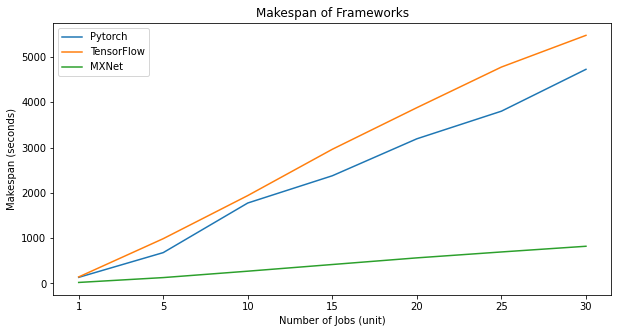 Makespan of Frameworks
Pytorch
TensorFlow
MXNet
Makespan (seconds)
5000
4000
3000
2000
1000
0
1 5 10 15 20 25 30
Number of Jobs (unit)